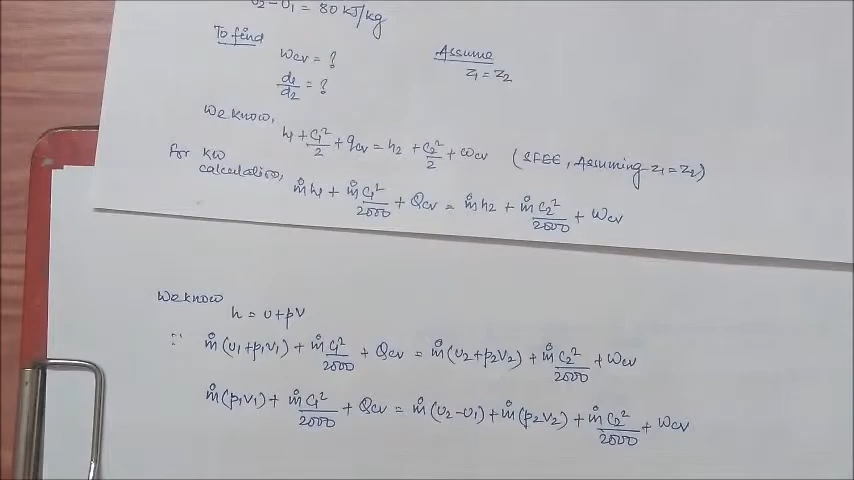 u₂-u₁ = 80 kJ/kg
To find
Wcv = ?
Assume
d₁/d₂ = ?
z₁ = z₂
We know,
h₁ + C₁²/2 + qcv = h₂ + C₂²/2 + wcv (SFEE, Assuming z₁ = z₂)
For kw
calculation, ṁh₁ + ṁC₁²/2000 + Qcv = ṁh₂ + ṁC₂²/2000 + Wcv
We know
h = u + pv
∵ ṁ(u₁+p₁v₁) + ṁC₁²/2000 + Qcv = ṁ(u₂+p₂v₂) + ṁC₂²/2000 + Wcv
ṁ(p₁v₁) + ṁC₁²/2000 + Qcv = ṁ(u₂-u₁) + ṁ(p₂v₂) + ṁC₂²/2000 + Wcv